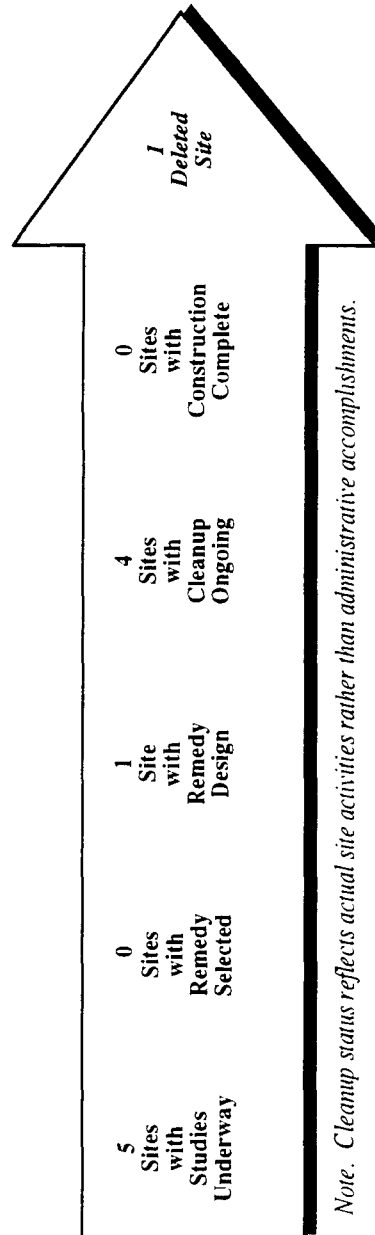 5
Sites
with
Studies
Underway
0
Sites
with
Remedy
Selected
1
Site
with
Remedy
Design
4
Sites
with
Cleanup
Ongoing
0
Sites
with
Construction
Complete
1
Deleted
Site
Note. Cleanup status reflects actual site activities rather than administrative accomplishments.